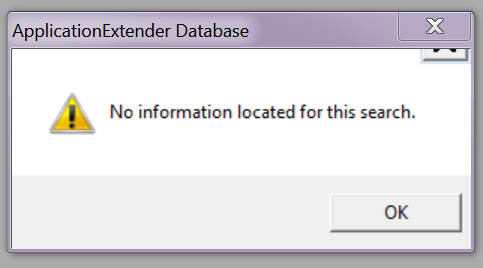 ApplicationExtender Database
No information located for this search.
OK